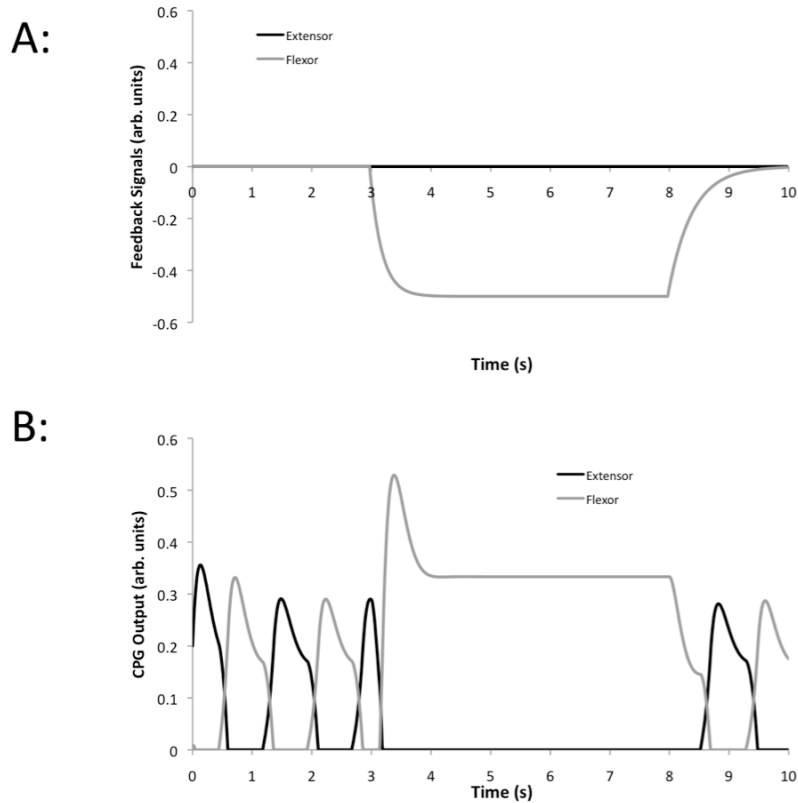 A:
Feedback Signals (arb. units)
0.6
0.4
0.2
0
-0.2
-0.4
-0.6
Extensor
Flexor
0 1 2 3 4 5 6 7 8 9 10
Time (s)
B:
CPG Output (arb. units)
0.6
0.5
0.4
0.3
0.2
0.1
0
Extensor
Flexor
0 1 2 3 4 5 6 7 8 9 10
Time (s)